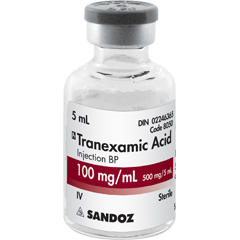 5 mL
DIN 02246365
Code 8050
Tranexamic Acid
Injection BP
100 mg/mL 500 mg/5 mL
IV
Sterile
SANDOZ